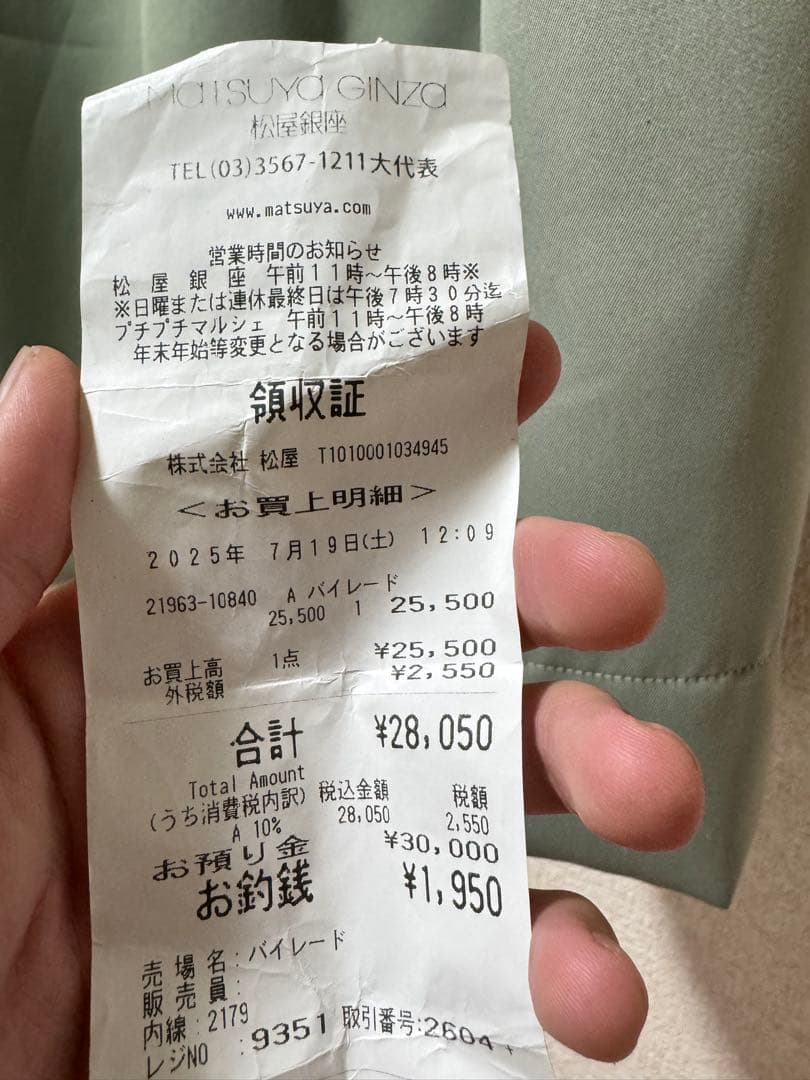 MATSUYA GINZA
松屋銀座
TEL(03)3567-1211大代表
www.matsuya.com
営業時間のお知らせ
松屋銀座 午前11時~午後8時※
※日曜または連休最終日は午後7時30分迄
プチプチマルシェ 午前11時~午後8時
年末年始等変更となる場合がございます
領収証
株式会社 松屋 T1010001034945
<お買上明細>
2025年 7月19日(土) 12:09
21963-10840 A バイレード
25,500 1 25,500
お買上高 1点 ¥25,500
外税額 ¥2,550
合計 ¥28,050
Total Amount
(うち消費税内訳) 税込金額 税額
A 10% 28,050 2,550
お預り金 ¥30,000
お釣銭 ¥1,950
売場名:バイレード
販売員:
内線:2179
レジNO :9351 取引番号:2604